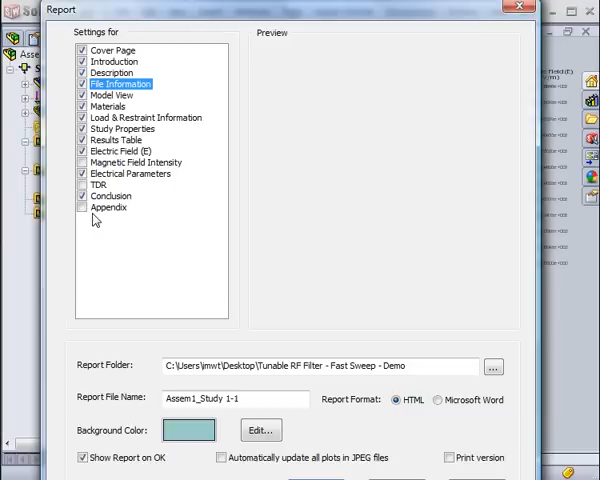 Report
Settings for
Preview
Cover Page
Introduction
Description
File Information
Model View
Materials
Load & Restraint Information
Study Properties
Results Table
Electric Field (E)
Magnetic Field Intensity
Electrical Parameters
TDR
Conclusion
Appendix
Report Folder:
C:\Users\mwt\Desktop\Tunable RF Filter - Fast Sweep - Demo
...
Report File Name:
Assem1_Study 1-1
Report Format:
HTML
Microsoft Word
Background Color:
Edit...
Show Report on OK
Automatically update all plots in JPEG files
Print version